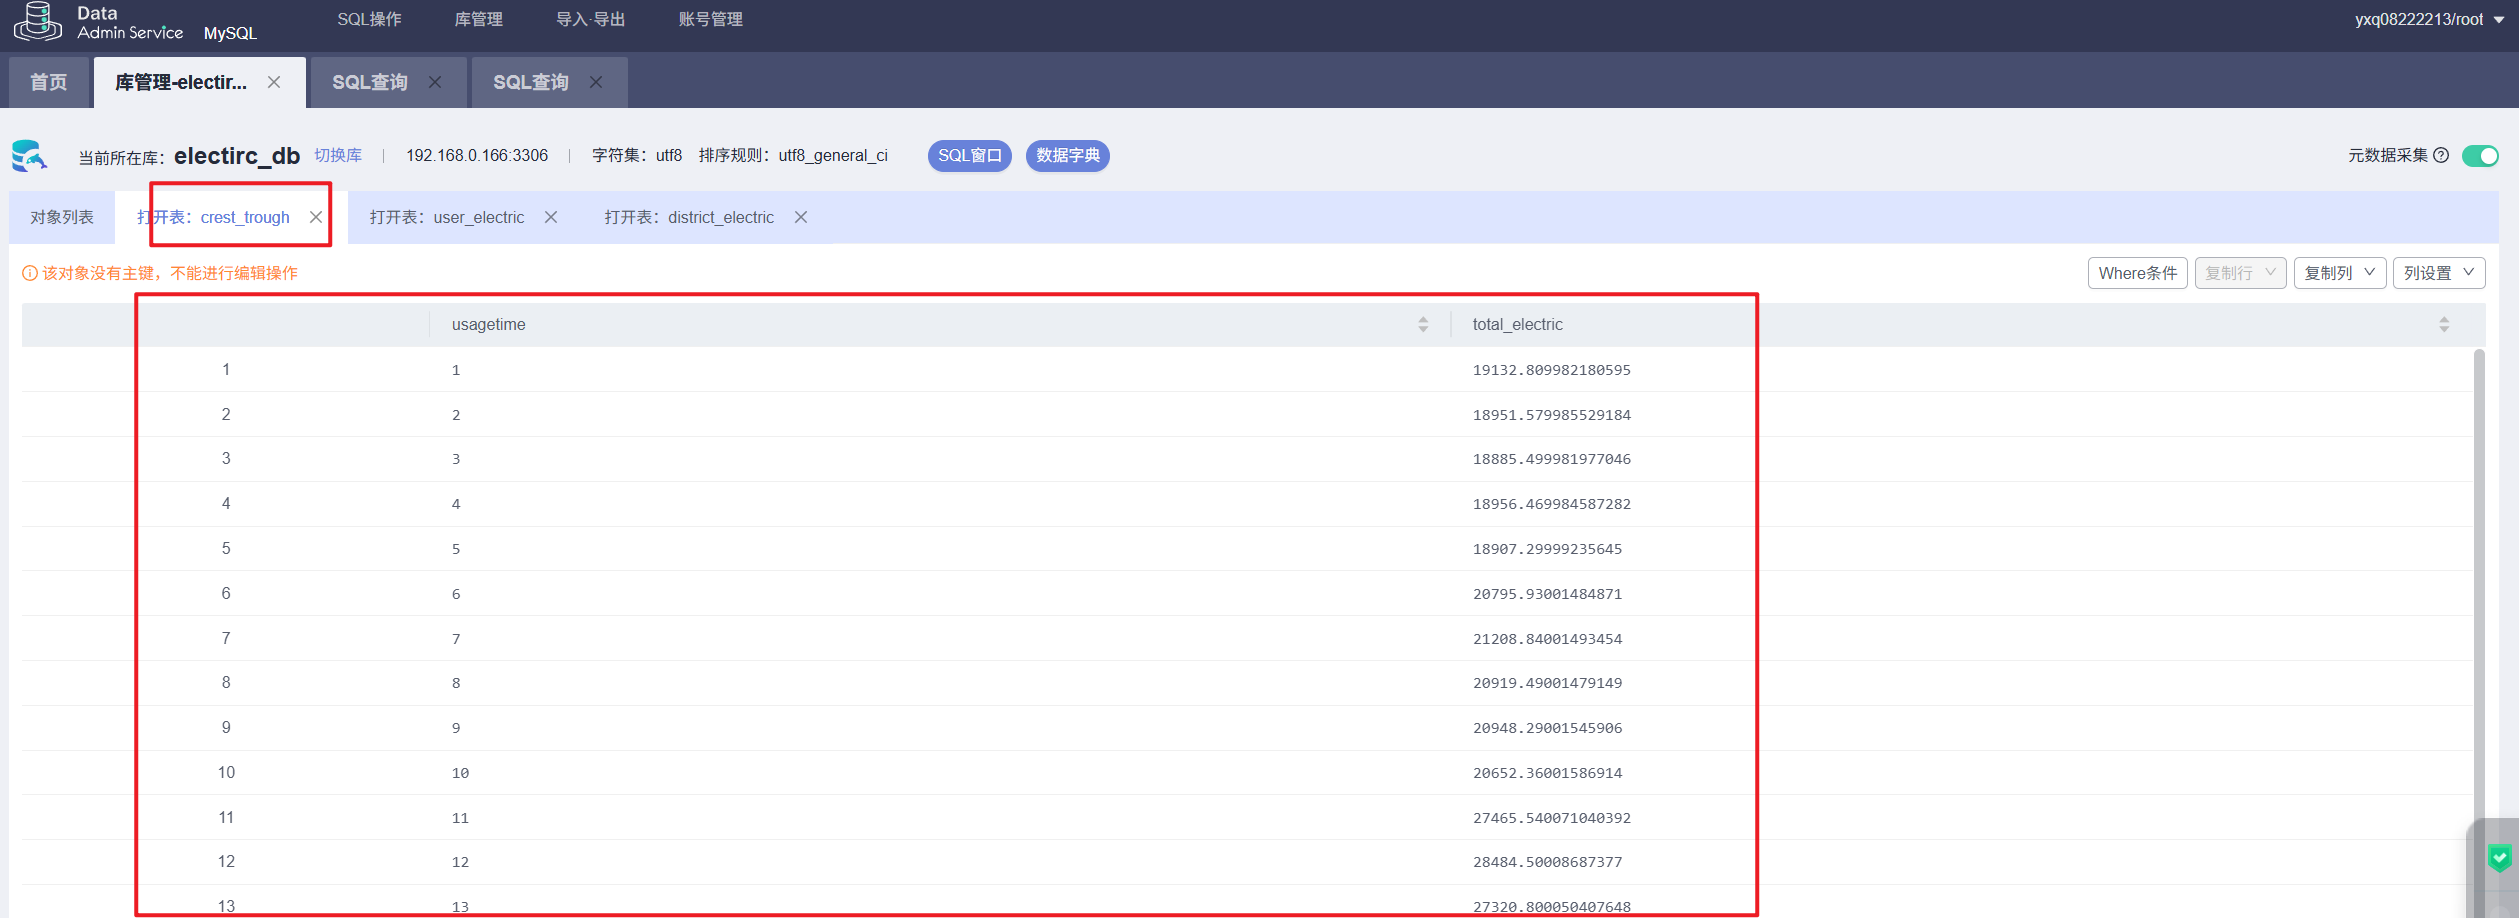 Data
Admin Service MySQL SQL操作 库管理 导入·导出 账号管理 yxq08222213/root
首页 库管理-electir... SQL查询 SQL查询
当前所在库：electirc_db 切换库 192.168.0.166:3306 字符集：utf8 排序规则：utf8_general_ci SQL窗口 数据字典 元数据采集
对象列表 打开表：crest_trough 打开表：user_electric 打开表：district_electric
该对象没有主键，不能进行编辑操作 Where条件 复制行 复制列 列设置
usagetime total_electric
1 1 19132.809982180595
2 2 18951.579985529184
3 3 18885.499981977046
4 4 18956.469984587282
5 5 18907.29999235645
6 6 20795.93001484871
7 7 21208.84001493454
8 8 20919.49001479149
9 9 20948.29001545906
10 10 20652.36001586914
11 11 27465.540071040392
12 12 28484.50008687377
13 13 27320.800050407648